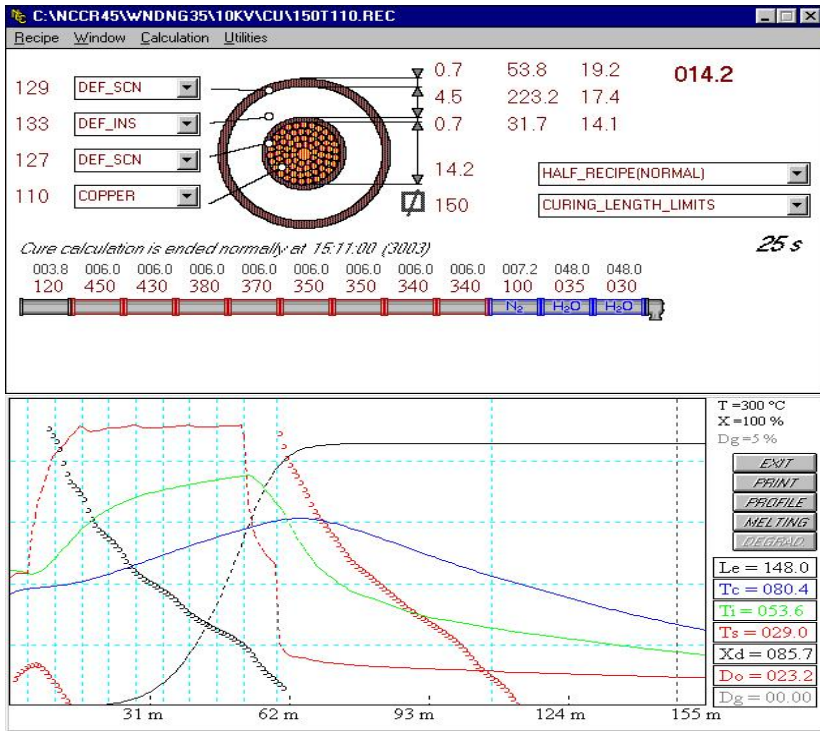 C:\NCCR45\WNDNG35\10KV\CU\150T110.REC
Recipe Window Calculation Utilities
129 DEF_SCN 0.7 53.8 19.2 014.2
133 DEF_INS 4.5 223.2 17.4
127 DEF_SCN 0.7 31.7 14.1
110 COPPER 14.2 HALF_RECIPE(NORMAL)
150 CURING_LENGTH_LIMITS
Cure calculation is ended normally at 15:11:00 (3003) 25 s
003.8 006.0 006.0 006.0 006.0 006.0 006.0 006.0 006.0 007.2 048.0 048.0
120 450 430 380 370 350 350 340 340 100 035 030
N2 H2O H2O
T =300 °C
X =100 %
Dg =5 %
EXIT
PRINT
PROFILE
MELTING
DEGRAD
Le = 148.0
Tc = 080.4
Ti = 053.6
Ts = 029.0
Xd = 085.7
Do = 023.2
Dg = 00.00
31 m 62 m 93 m 124 m 155 m